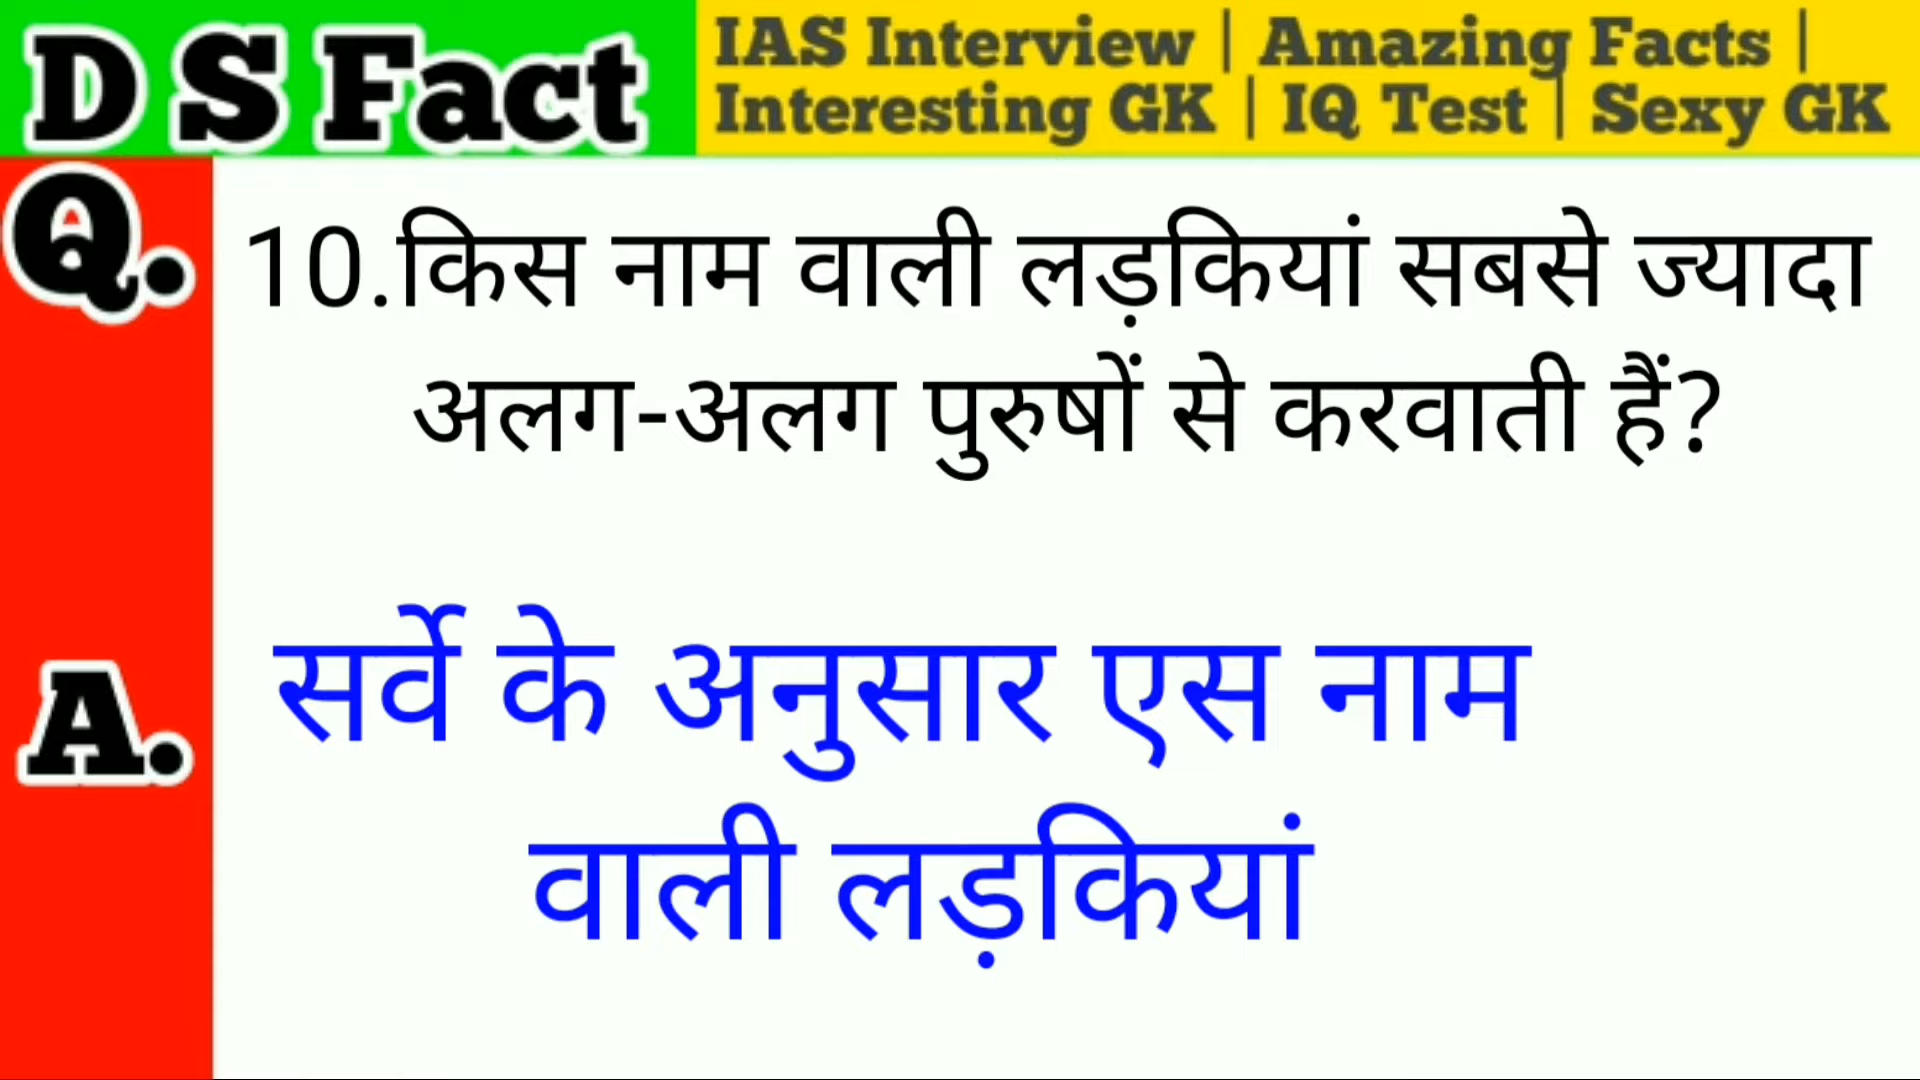 D S Fact
IAS Interview | Amazing Facts |
Interesting GK | IQ Test | Sexy GK
Q.
10.किस नाम वाली लड़कियां सबसे ज्यादा
अलग-अलग पुरुषों से करवाती हैं?
A.
सर्वे के अनुसार एस नाम
वाली लड़कियां